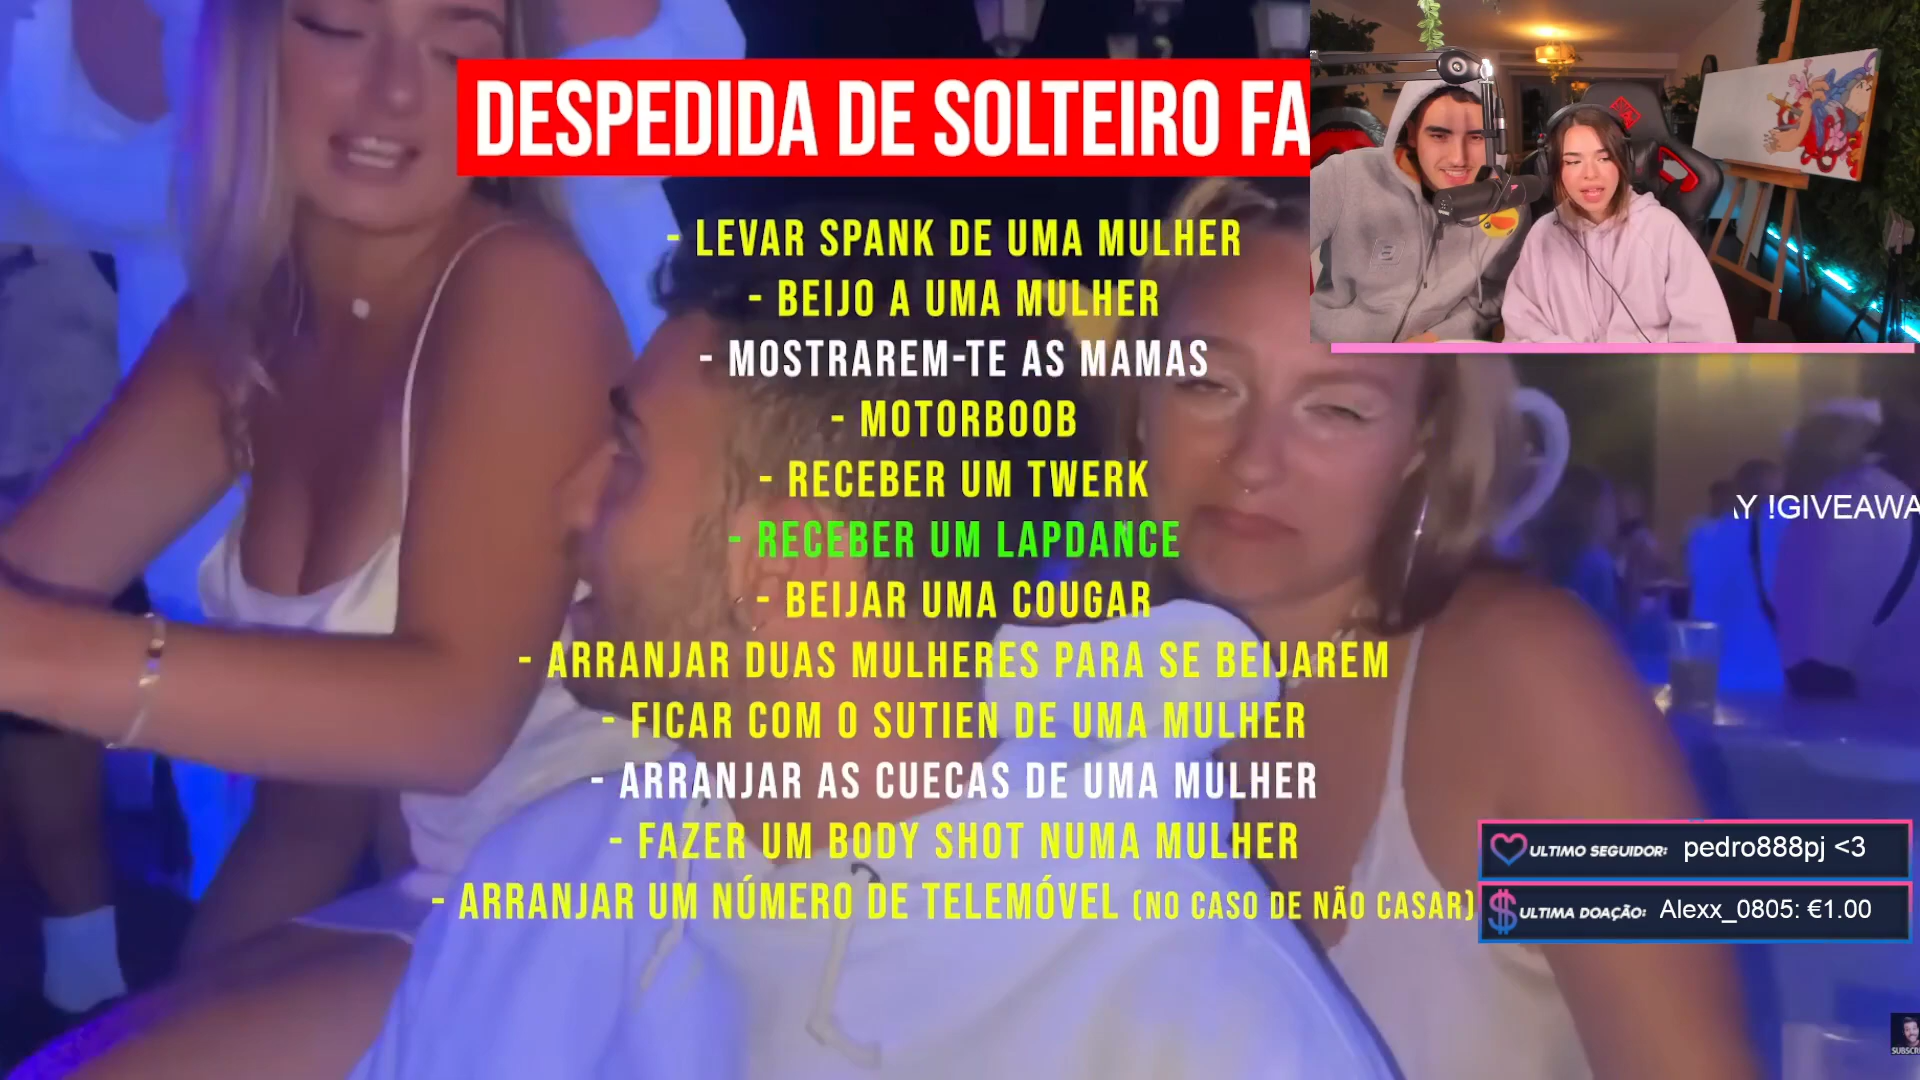 DESPEDIDA DE SOLTEIRO FA
- LEVAR SPANK DE UMA MULHER
- BEIJO A UMA MULHER
- MOSTRAREM-TE AS MAMAS
- MOTORBOOB
- RECEBER UM TWERK
- RECEBER UM LAPDANCE
- BEIJAR UMA COUGAR
- ARRANJAR DUAS MULHERES PARA SE BEIJAREM
- FICAR COM O SUTIEN DE UMA MULHER
- ARRANJAR AS CUECAS DE UMA MULHER
- FAZER UM BODY SHOT NUMA MULHER
- ARRANJAR UM NÚMERO DE TELEMÓVEL (NO CASO DE NÃO CASAR)
Y !GIVEAWA
ULTIMO SEGUIDOR: pedro888pj <3
ULTIMA DOAÇÃO: Alexx_0805: €1.00
SUBSCRI